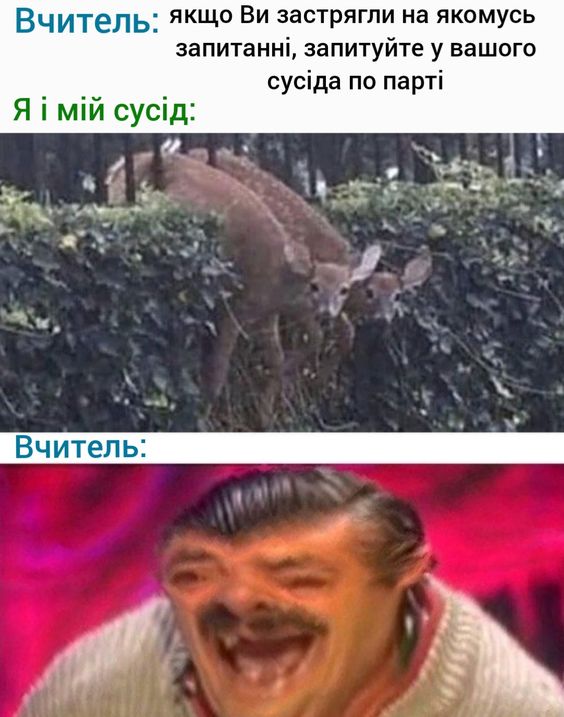 Вчитель: якщо Ви застрягли на якомусь
запитанні, запитуйте у вашого
сусіда по парті
Я і мій сусід:
Вчитель: